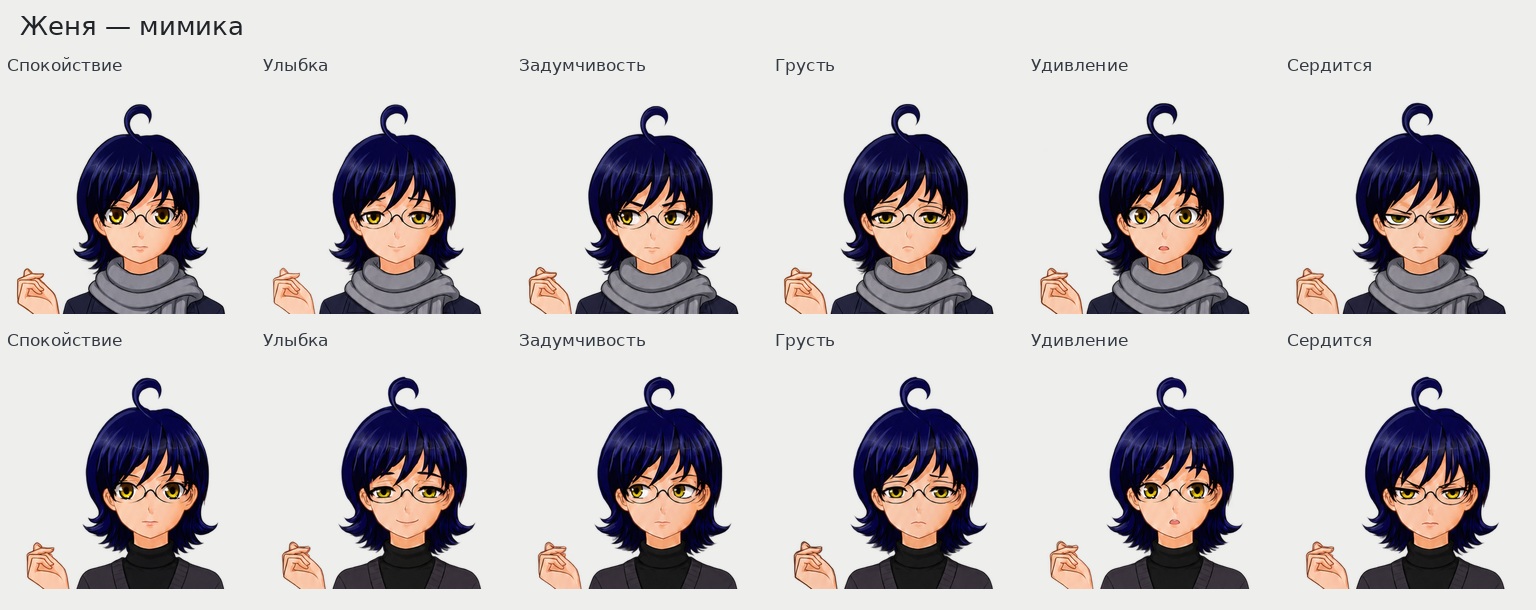 Женя — мимика
Спокойствие Улыбка Задумчивость Грусть Удивление Сердится
Спокойствие Улыбка Задумчивость Грусть Удивление Сердится